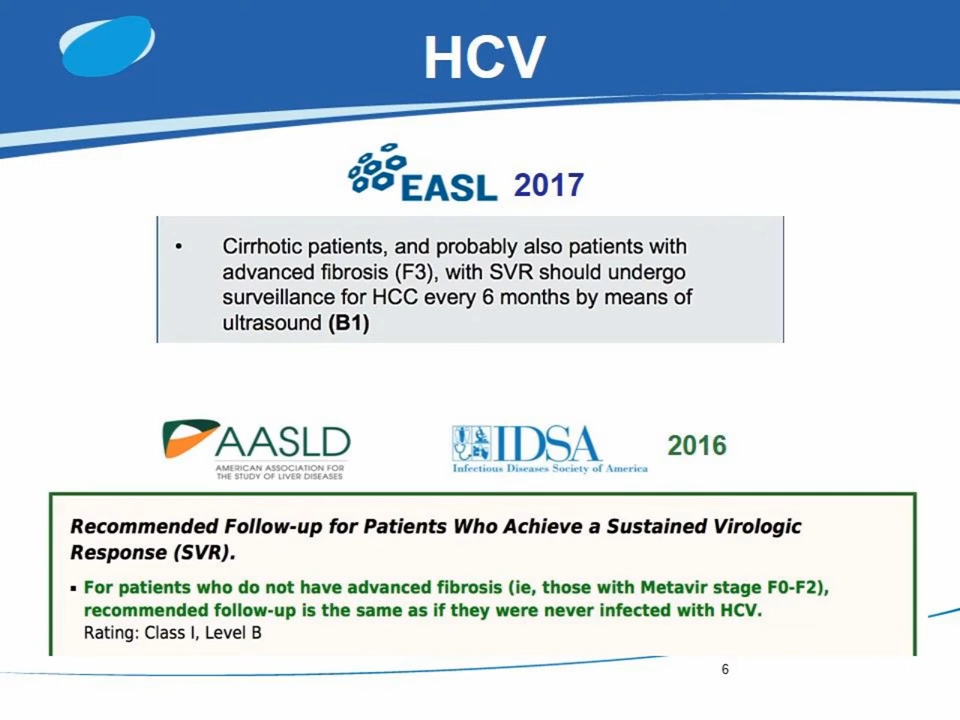 HCV
EASL 2017
• Cirrhotic patients, and probably also patients with
advanced fibrosis (F3), with SVR should undergo
surveillance for HCC every 6 months by means of
ultrasound (B1)
AASLD
AMERICAN ASSOCIATION FOR
THE STUDY OF LIVER DISEASES
IDSA
Infectious Diseases Society of America
2016
Recommended Follow-up for Patients Who Achieve a Sustained Virologic
Response (SVR).
▪ For patients who do not have advanced fibrosis (ie, those with Metavir stage F0-F2),
recommended follow-up is the same as if they were never infected with HCV.
Rating: Class I, Level B
6